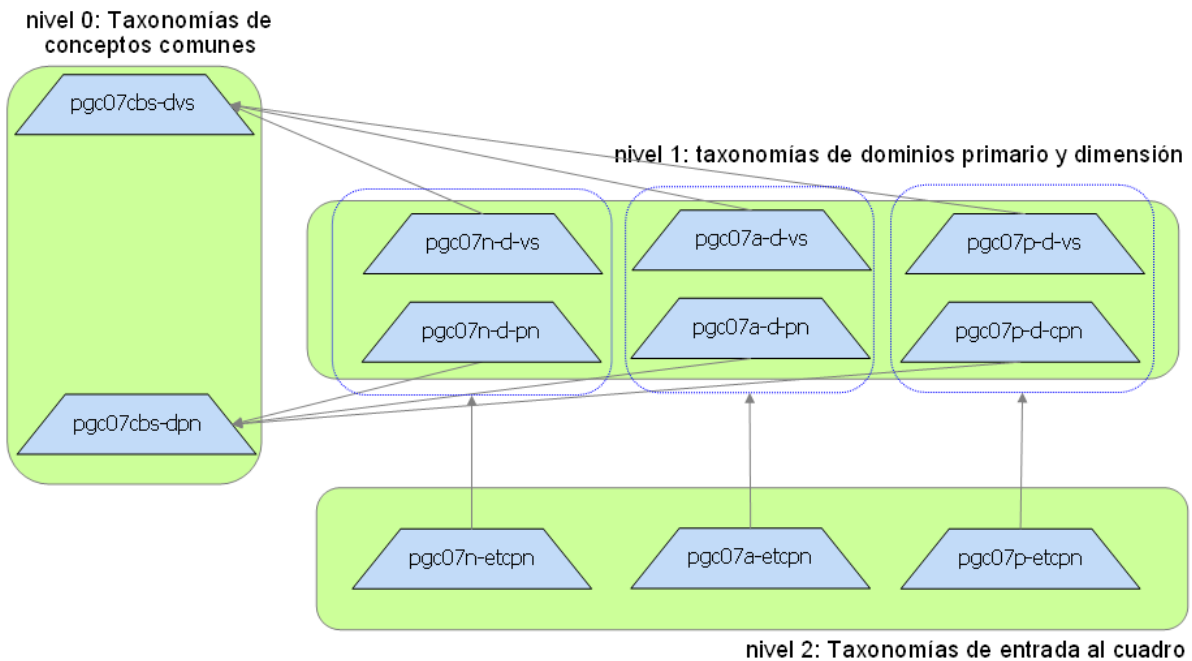 nivel 0: Taxonomías de
conceptos comunes
pgc07cbs-dvs
nivel 1: taxonomías de dominios primario y dimensión
pgc07n-d-vs
pgc07a-d-vs
pgc07p-d-vs
pgc07n-d-pn
pgc07a-d-pn
pgc07p-d-cpn
pgc07cbs-dpn
pgc07n-etcpn
pgc07a-etcpn
pgc07p-etcpn
nivel 2: Taxonomías de entrada al cuadro